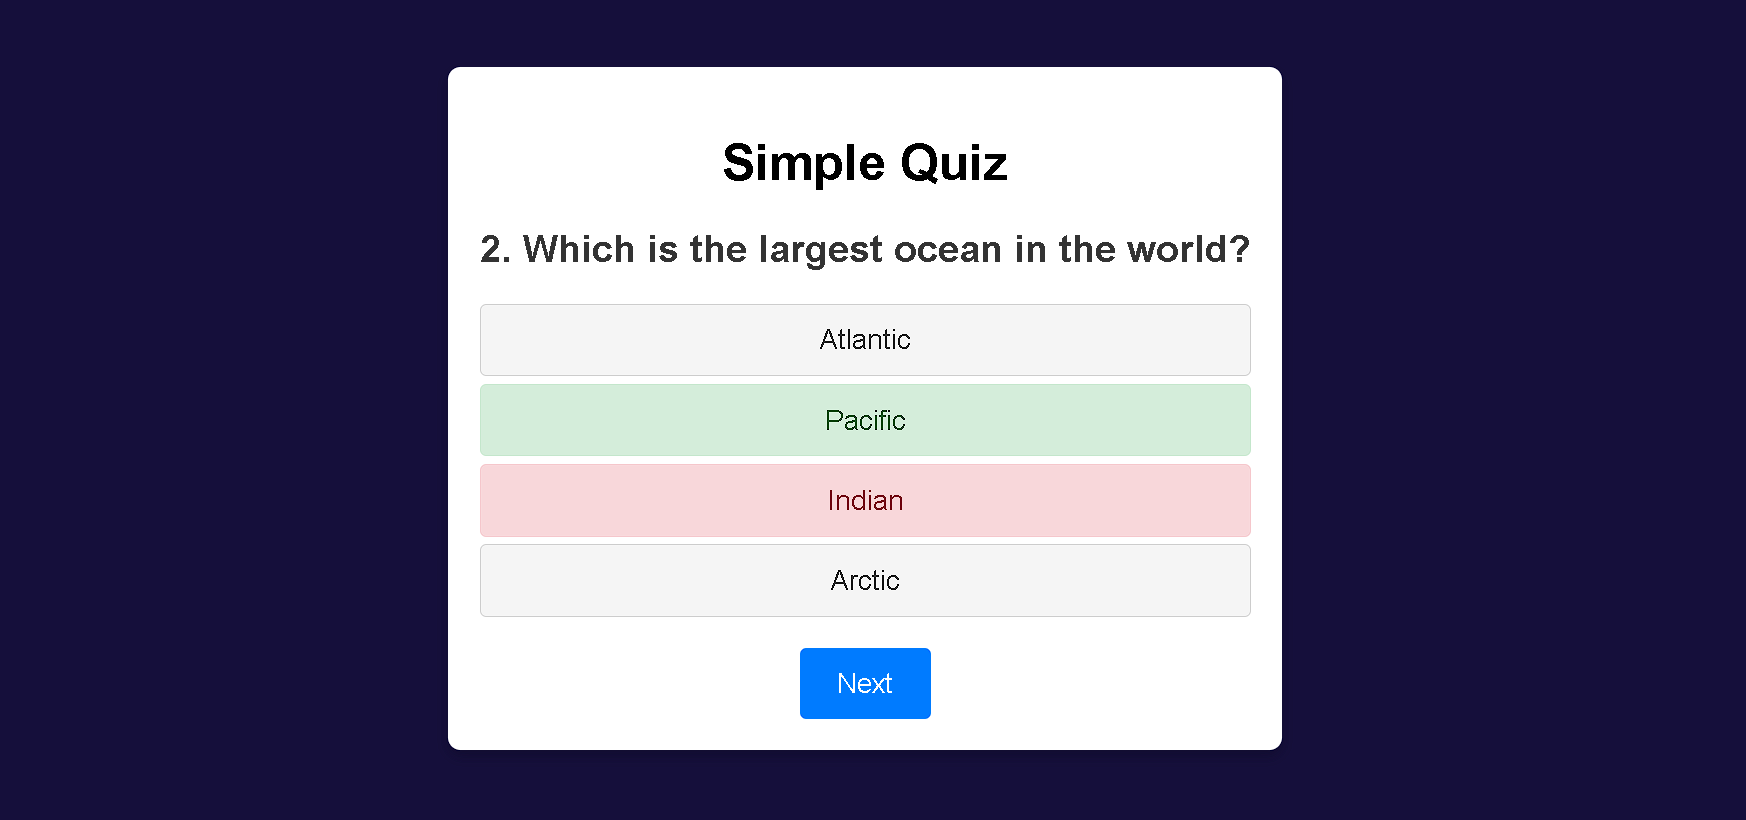 Simple Quiz
2. Which is the largest ocean in the world?
Atlantic
Pacific
Indian
Arctic
Next